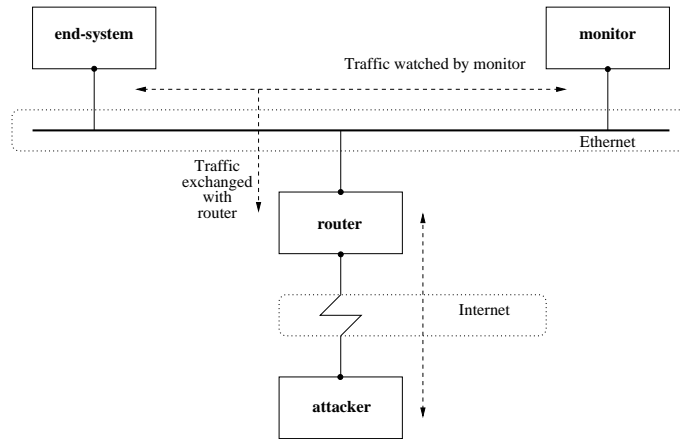 end-system
monitor
Traffic watched by monitor
Ethernet
Traffic
exchanged
with
router
router
Internet
attacker